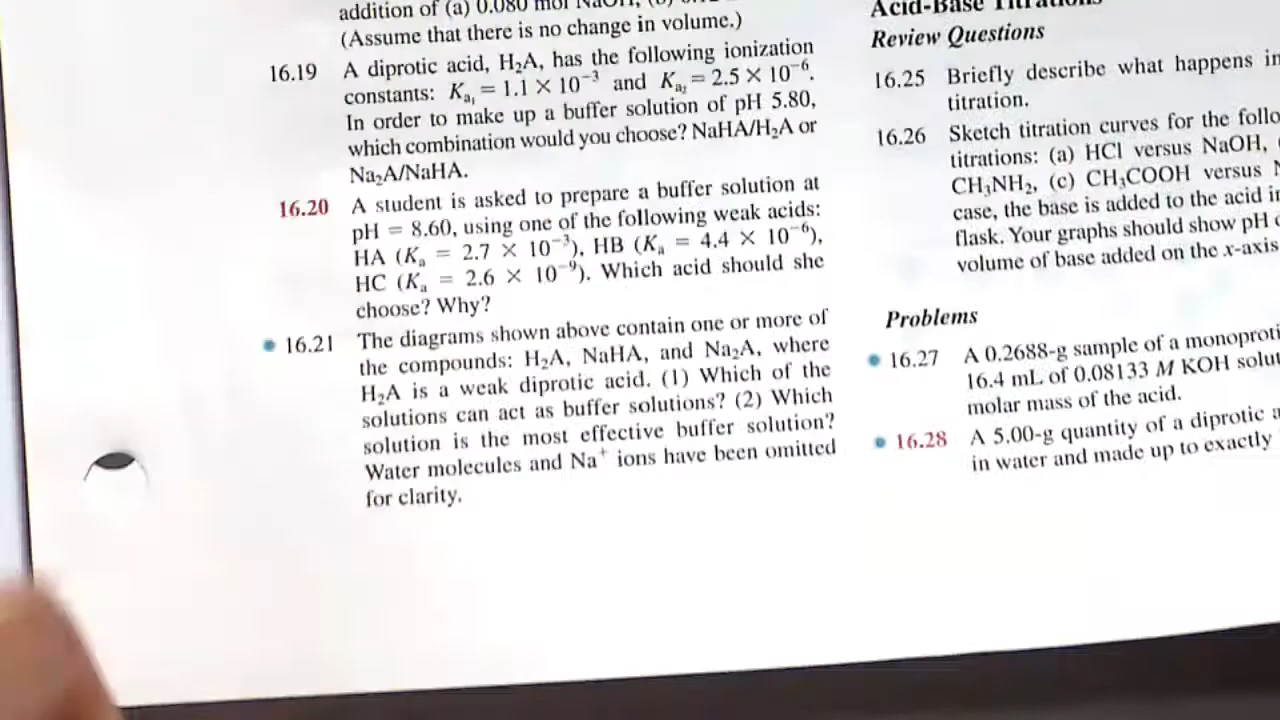 addition of (a) 0.080 mol NaOH, (b)
(Assume that there is no change in volume.)
16.19 A diprotic acid, H₂A, has the following ionization
constants: Kₐ₁ = 1.1 × 10⁻³ and Kₐ₂ = 2.5 × 10⁻⁶.
In order to make up a buffer solution of pH 5.80,
which combination would you choose? NaHA/H₂A or
Na₂A/NaHA.
16.20 A student is asked to prepare a buffer solution at
pH = 8.60, using one of the following weak acids:
HA (Kₐ = 2.7 × 10⁻³), HB (Kₐ = 4.4 × 10⁻⁶),
HC (Kₐ = 2.6 × 10⁻⁹). Which acid should she
choose? Why?
16.21 The diagrams shown above contain one or more of
the compounds: H₂A, NaHA, and Na₂A, where
H₂A is a weak diprotic acid. (1) Which of the
solutions can act as buffer solutions? (2) Which
solution is the most effective buffer solution?
Water molecules and Na⁺ ions have been omitted
for clarity.
Acid-Base Titrations
Review Questions
16.25 Briefly describe what happens in
titration.
16.26 Sketch titration curves for the follo
titrations: (a) HCl versus NaOH,
CH₃NH₂, (c) CH₃COOH versus
case, the base is added to the acid in
flask. Your graphs should show pH
volume of base added on the x-axis
Problems
16.27 A 0.2688-g sample of a monoproti
16.4 mL of 0.08133 M KOH solut
molar mass of the acid.
16.28 A 5.00-g quantity of a diprotic a
in water and made up to exactly